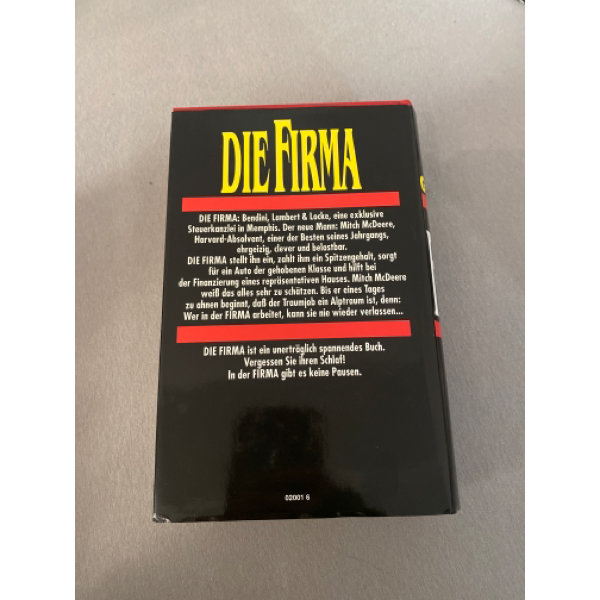 DIE FIRMA
DIE FIRMA: Bendini, Lambert & Locke, eine exklusive
Steuerkanzlei in Memphis. Der neue Mann: Mitch McDeere,
Harvard-Absolvent, einer der Besten seines Jahrgangs,
ehrgeizig, clever und belastbar.
DIE FIRMA stellt ihn ein, zahlt ihm ein Spitzengehalt, sorgt
für ein Auto der gehobenen Klasse und hilft bei
der Finanzierung eines repräsentativen Hauses. Mitch McDeere
weiß das alles sehr zu schätzen. Bis er eines Tages
zu ahnen beginnt, daß der Traumjob ein Alptraum ist, denn:
Wer in der FIRMA arbeitet, kann sie nie wieder verlassen...
DIE FIRMA ist ein unerträglich spannendes Buch.
Vergessen Sie ihren Schlaf!
In der FIRMA gibt es keine Pausen.
02001 6